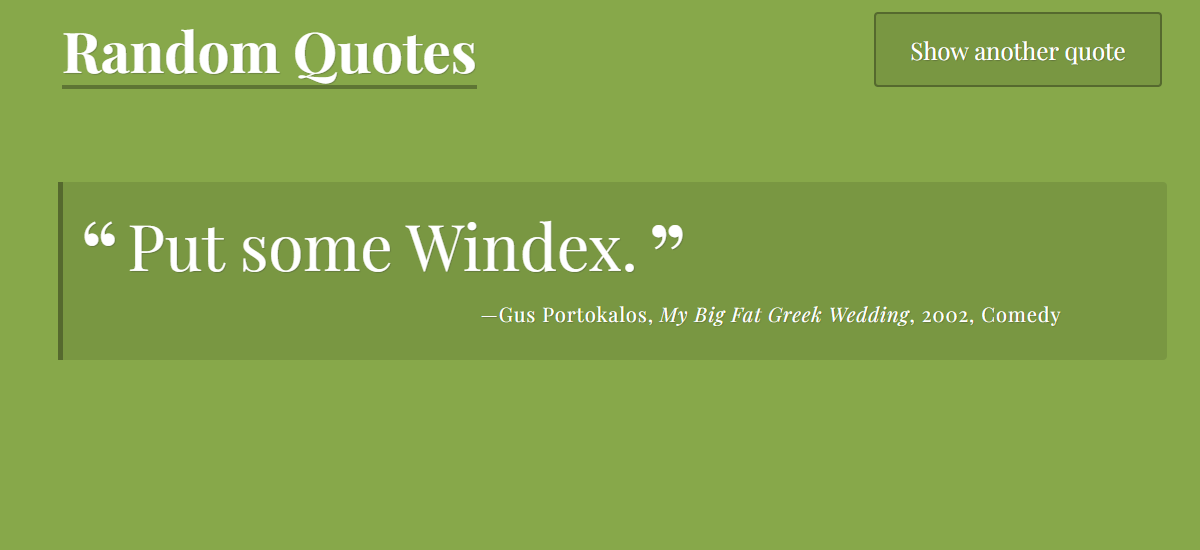 Random Quotes
Show another quote
“ Put some Windex. ”
—Gus Portokalos, My Big Fat Greek Wedding, 2002, Comedy